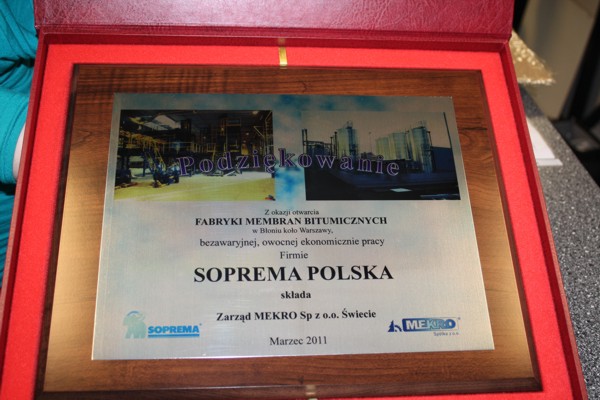 Podziękowanie
Z okazji otwarcia
FABRYKI MEMBRAN BITUMICZNYCH
w Błoniu koło Warszawy,
bezawaryjnej, owocnej ekonomicznie pracy
Firmie
SOPREMA POLSKA
składa
Zarząd MEKRO Sp z o.o. Świecie
SOPREMA
MEKRO
Spółka z o.o.
Marzec 2011